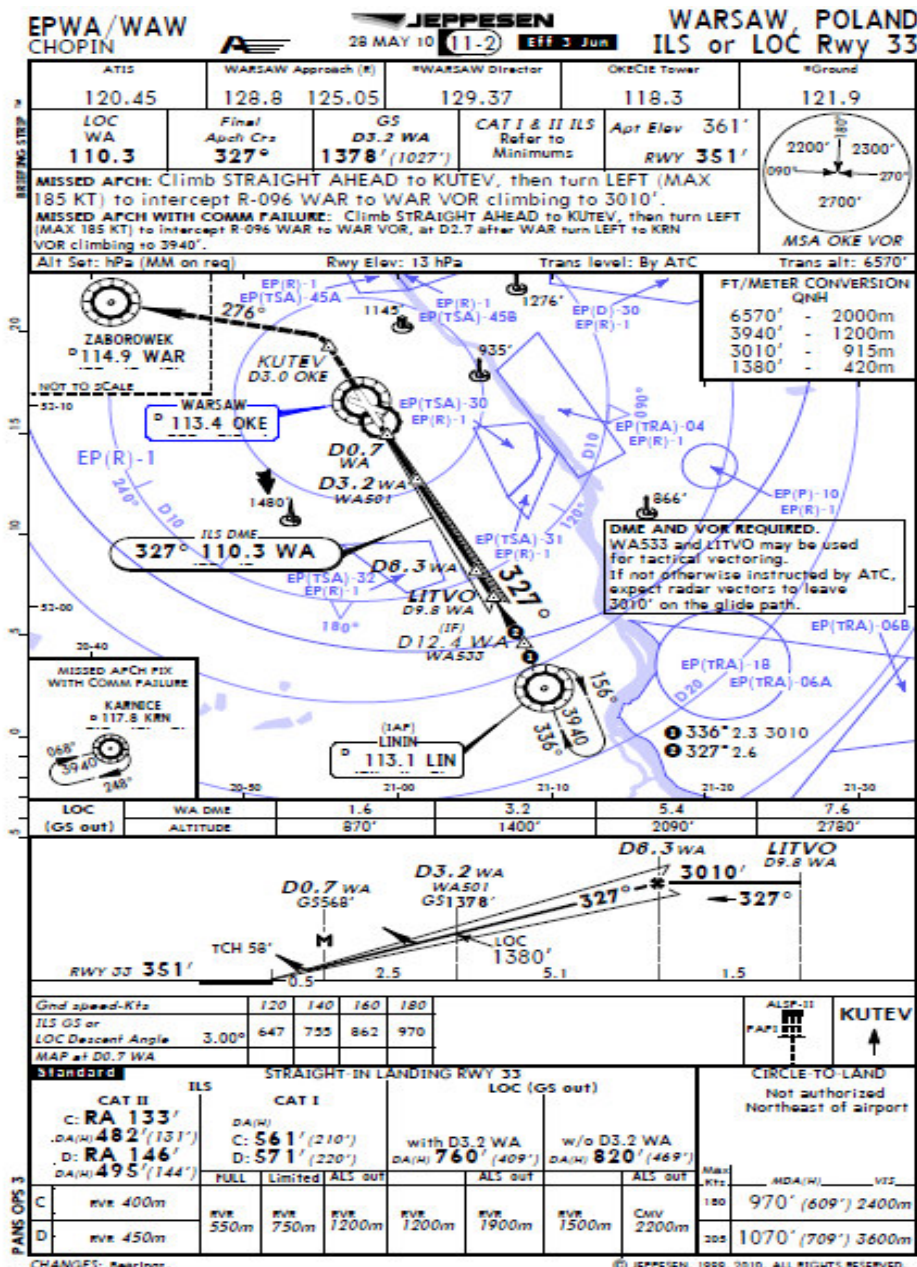 EPWA/WAW
CHOPIN
JEPPESEN
28 MAY 10 11-2 Eff 3 Jun
WARSAW, POLAND
ILS or LOC Rwy 33
BRIEFING STRIP
ATIS
120.45
WARSAW Approach (R)
128.8 125.05
*WARSAW Director
129.37
OKECIE Tower
118.3
*Ground
121.9
LOC
WA
110.3
Final
Apch Crs
327°
GS
D3.2 WA
1378' (1027')
CAT I & II ILS
Refer to
Minimums
Apt Elev 361'
RWY 351'
2200'
180°
2300'
090°
270°
2700'
MSA OKE VOR
MISSED APCH: Climb STRAIGHT AHEAD to KUTEV, then turn LEFT (MAX
185 KT) to intercept R-096 WAR to WAR VOR climbing to 3010'.
MISSED APCH WITH COMM FAILURE: Climb STRAIGHT AHEAD to KUTEV, then turn LEFT
(MAX 185 KT) to intercept R-096 WAR to WAR VOR, at D2.7 after WAR turn LEFT to KRN
VOR climbing to 3940'.
Alt Set: hPa (MM on req) Rwy Elev: 13 hPa Trans level: By ATC Trans alt: 6570'
FT/METER CONVERSION
QNH
6570' - 2000m
3940' - 1200m
3010' - 915m
1380' - 420m
ZABOROWEK
D 114.9 WAR
NOT TO SCALE
276°
EP(R)-1
EP(TSA)-45A
EP(R)-1
EP(TSA)-45B
1145'
1276'
EP(D)-30
EP(R)-1
935'
KUTEV
D3.0 OKE
WARSAW
D 113.4 OKE
52-10
EP(TSA)-30
EP(R)-1
EP(TRA)-04
EP(R)-1
090°
D10
EP(R)-1
240°
D10
D0.7
WA
D3.2 WA
WA501
1480'
EP(P)-10
EP(R)-1
866'
120°
EP(TSA)-31
EP(R)-1
ILS DME
327° 110.3 WA
EP(TSA)-32
EP(R)-1
180°
D8.3 WA
327°
LITVO
D9.8 WA
DME AND VOR REQUIRED.
WA533 and LITVO may be used
for tactical vectoring.
If not otherwise instructed by ATC,
expect radar vectors to leave
3010' on the glide path.
52-00
(IF)
D12.4 WA
WA533
EP(TRA)-06B
EP(TRA)-18
EP(TRA)-06A
D20
20-40
MISSED APCH FIX
WITH COMM FAILURE
KARNICE
D 117.8 KRN
068°
3940
248°
(IAF)
LININ
D 113.1 LIN
156°
3940
336°
1 336° 2.3 3010
2 327° 2.6
20-50
21-00
21-10
21-20
21-30
20
15
10
5
0
5
LOC
(GS out)
WA DME 1.6 3.2 5.4 7.6
ALTITUDE 870' 1400' 2090' 2780'
D0.7 WA
GS568'
D3.2 WA
WA501
GS1378'
D8.3 WA
LITVO
D9.8 WA
3010'
327°
327°
M
TCH 58'
LOC
1380'
RWY 33 351'
0.5 2.5 5.1 1.5
Gnd speed-Kts 120 140 160 180
ILS GS or
LOC Descent Angle 3.00° 647 755 862 970
MAP at D0.7 WA
ALSF-II
PAPI
KUTEV
PANS OPS 3
Standard
STRAIGHT-IN LANDING RWY 33
CIRCLE-TO-LAND
ILS
LOC (GS out)
Not authorized
Northeast of airport
CAT II
C: RA 133'
DA(H) 482' (131')
D: RA 146'
DA(H) 495' (144')
CAT I
DA(H)
C: 561' (210')
D: 571' (220')
with D3.2 WA
DA(H) 760' (409')
w/o D3.2 WA
DA(H) 820' (469')
FULL Limited ALS out ALS out ALS out
Max
Kts MDA(H) VIS
C RVR 400m
D RVR 450m
RVR
550m
RVR
750m
RVR
1200m
RVR
1200m
RVR
1900m
RVR
1500m
CMV
2200m
180 970' (609') 2400m
205 1070' (709') 3600m
CHANGES: Bearings.
© JEPPESEN, 1999, 2010. ALL RIGHTS RESERVED.